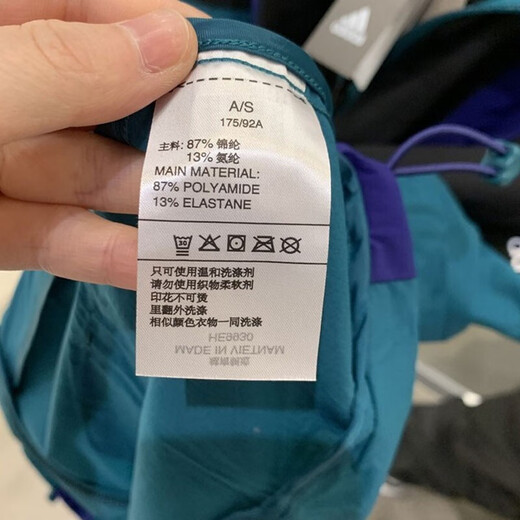 adidas
A/S
175/92A
主料: 87% 锦纶
13% 氨纶
MAIN MATERIAL:
87% POLYAMIDE
13% ELASTANE
30
只可使用温和洗涤剂
请勿使用织物柔软剂
印花不可烫
里翻外洗涤
相似颜色衣物一同洗涤
HE9930
MADE IN VIETNAM